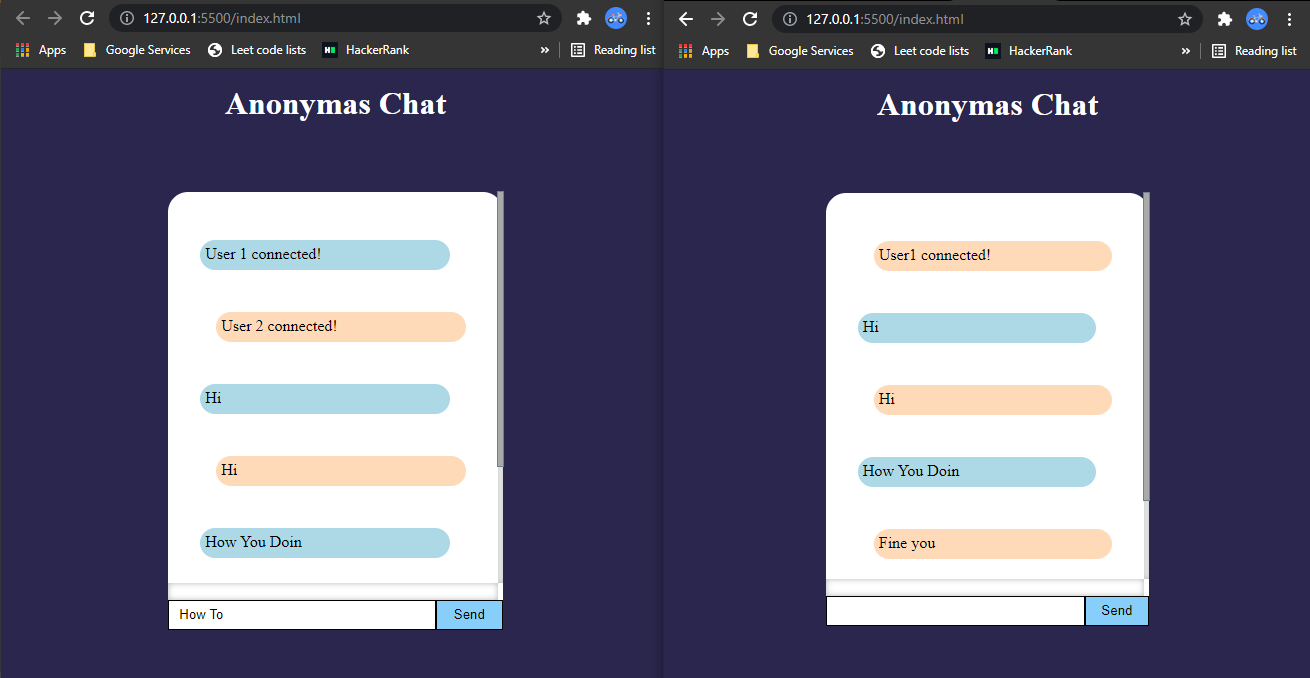 127.0.0.1:5500/index.html
Apps Google Services Leet code lists HackerRank » Reading list
Anonymas Chat
User 1 connected!
User 2 connected!
Hi
Hi
How You Doin
How To Send
127.0.0.1:5500/index.html
Apps Google Services Leet code lists HackerRank » Reading list
Anonymas Chat
User1 connected!
Hi
Hi
How You Doin
Fine you
Send